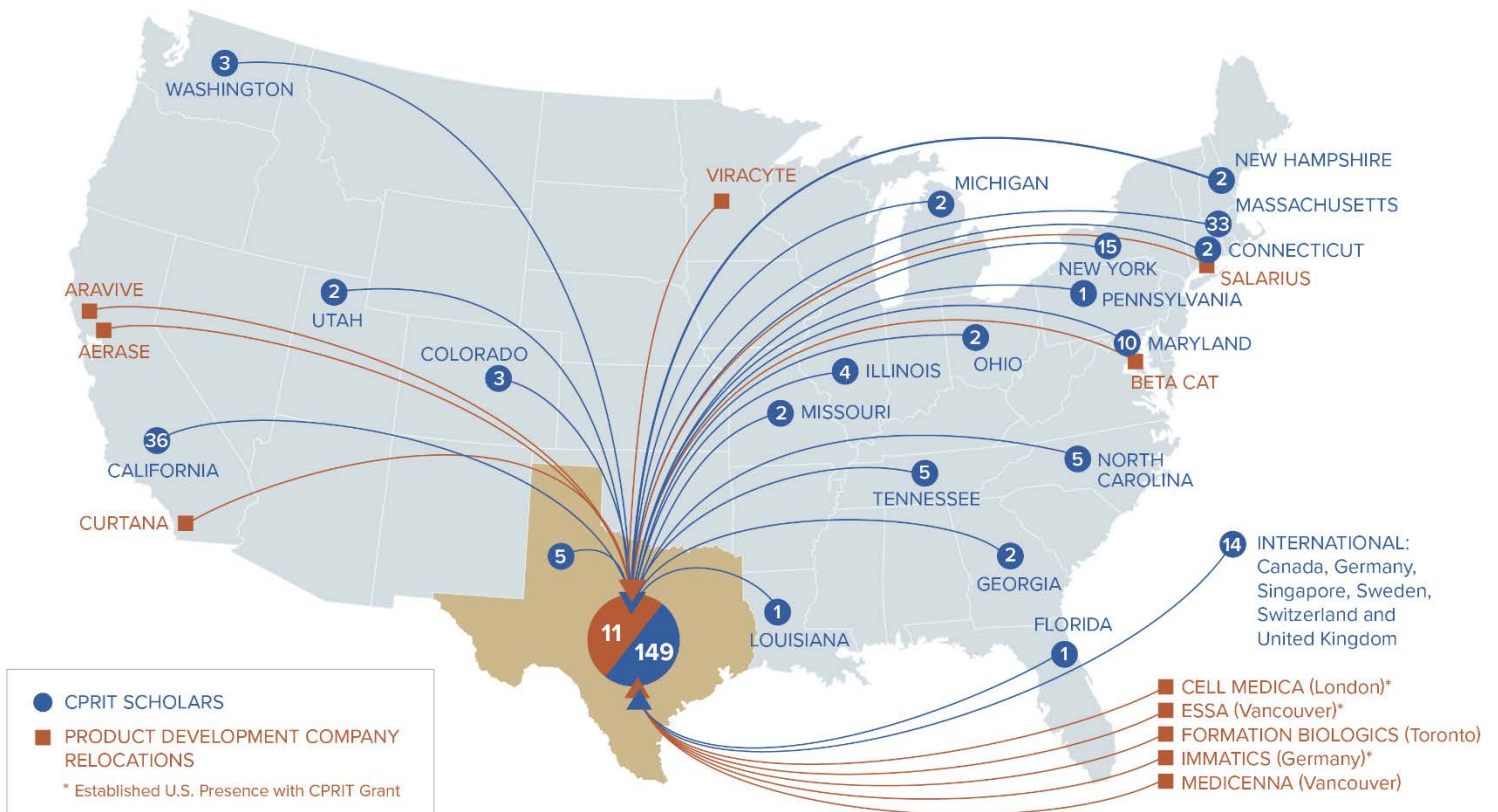 3
WASHINGTON
VIRACYTE
MICHIGAN
2
NEW HAMPSHIRE
2
MASSACHUSETTS
33
2
CONNECTICUT
15
NEW YORK
SALARIUS
ARAVIVE
AERASE
2
UTAH
1
PENNSYLVANIA
10
MARYLAND
BETA CAT
COLORADO
3
2
OHIO
4
ILLINOIS
2
MISSOURI
36
CALIFORNIA
CURTANA
5
NORTH
CAROLINA
5
TENNESSEE
5
2
GEORGIA
1
LOUISIANA
11
149
FLORIDA
1
14
INTERNATIONAL:
Canada, Germany,
Singapore, Sweden,
Switzerland and
United Kingdom
CELL MEDICA (London)*
ESSA (Vancouver)*
FORMATION BIOLOGICS (Toronto)
IMMATICS (Germany)*
MEDICENNA (Vancouver)
CPRIT SCHOLARS
PRODUCT DEVELOPMENT COMPANY
RELOCATIONS
* Established U.S. Presence with CPRIT Grant